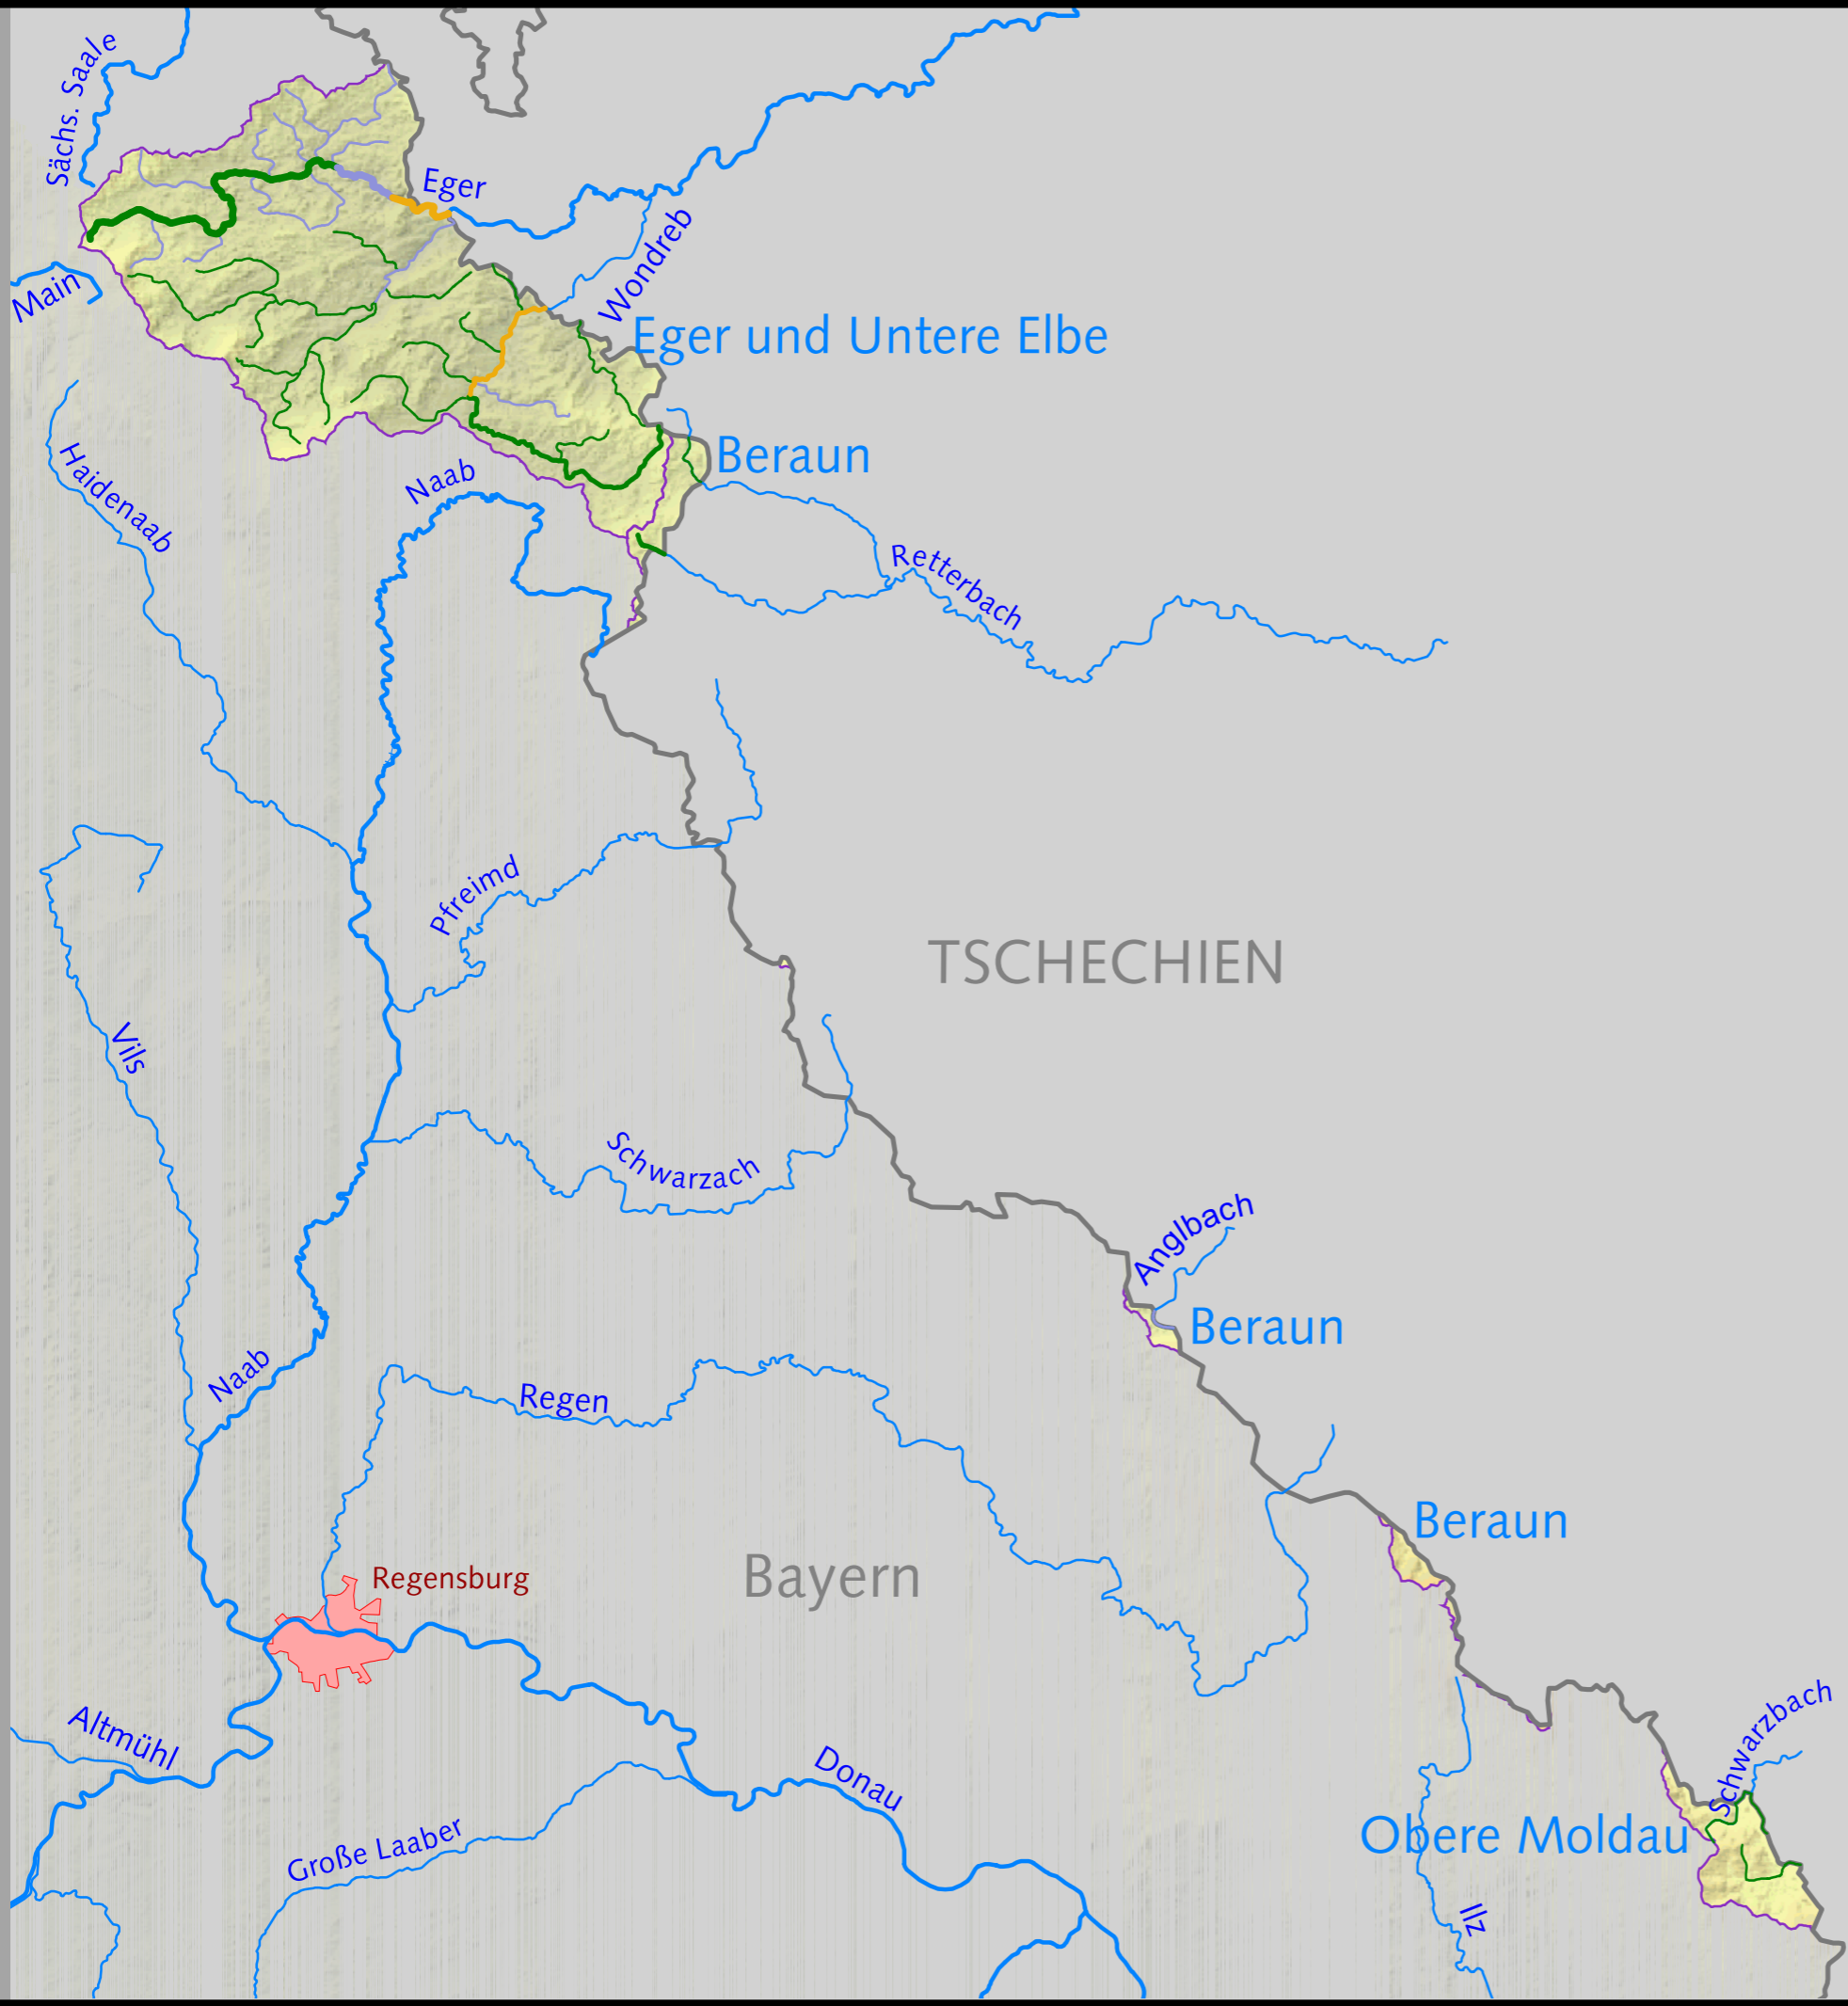 Sächs. Saale
Eger
Wondreb
Main
Eger und Untere Elbe
Haidenaab
Naab
Beraun
Retterbach
Pfreimd
TSCHECHIEN
Vils
Schwarzach
Anglbach
Beraun
Naab
Regen
Beraun
Regensburg
Bayern
Altmühl
Donau
Schwarzbach
Große Laaber
Obere Moldau
Ilz